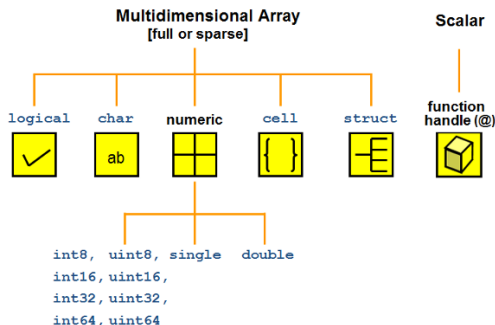 Multidimensional Array
[full or sparse]
Scalar
logical
char
numeric
cell
struct
function
handle (@)
ab
{ }
int8, uint8, single double
int16, uint16,
int32, uint32,
int64, uint64